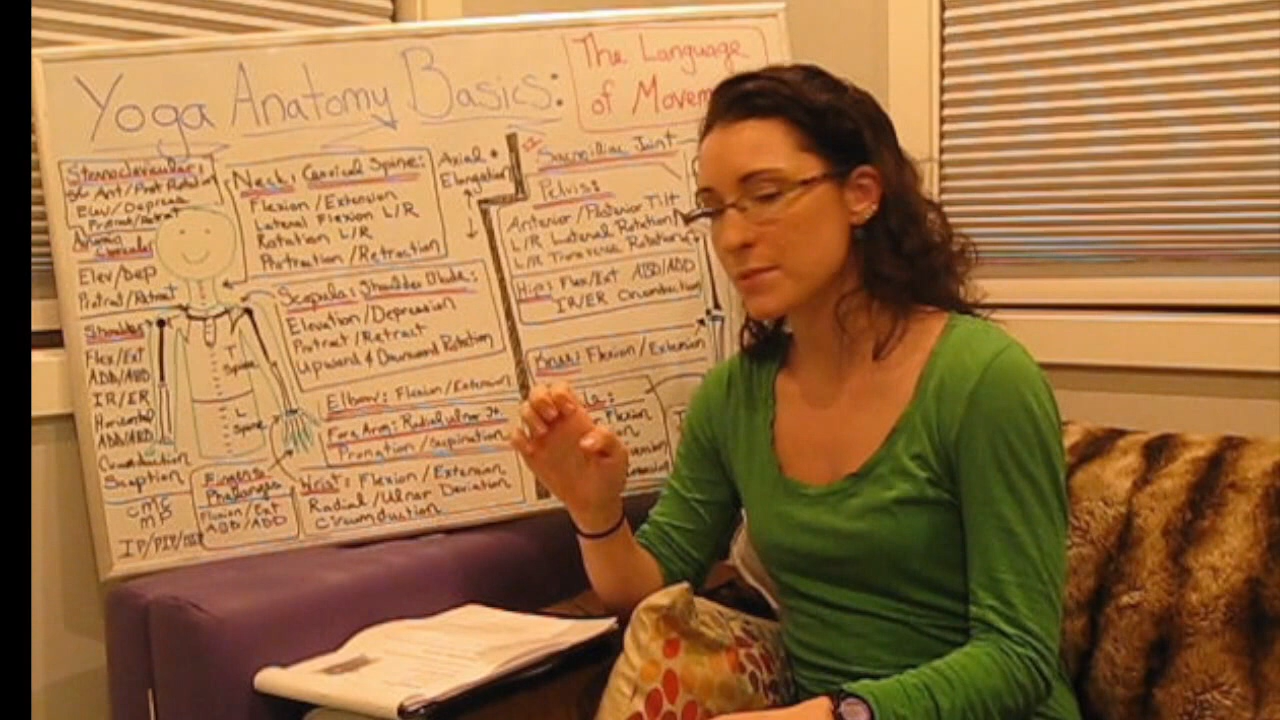 Yoga Anatomy Basics:
The Language
of Movem
Sternoclavicular:
Elev/Depress
Protract/Retract
Elev/Dep
Protrat/Retract
Shoulder
Flex/Ext
ADD/ABD
IR/ER
Horizontal
ADD/ABD
Circumduction
Scaption
CMC
MP
IP/PIP/DIP
T
Spine
L
Spine
Neck: Cervical Spine:
Flexion/Extension
Lateral Flexion L/R
Rotation L/R
Protraction/Retraction
Scapula: Shoulder Blade:
Elevation/Depression
Protract/Retract
Upward & Downward Rotation
Elbow: Flexion/Extension
Fore Arm: Radial ulnar Jt.
Pronation/supination
Fingers
Phalanges
Flexion/Ext
ABD/ADD
Wrist: Flexion/Extension
Radial/Ulnar Deviation
Circumduction
Axial
Elongation
Sacroiliac Joint
Pelvis:
Anterior/Posterior Tilt
L/R Lateral Rotation
L/R Transverse Rotation
Hip: Flex/Ext ABD/ADD
IR/ER Circumduction
Knee: Flexion/Extension
Flexion